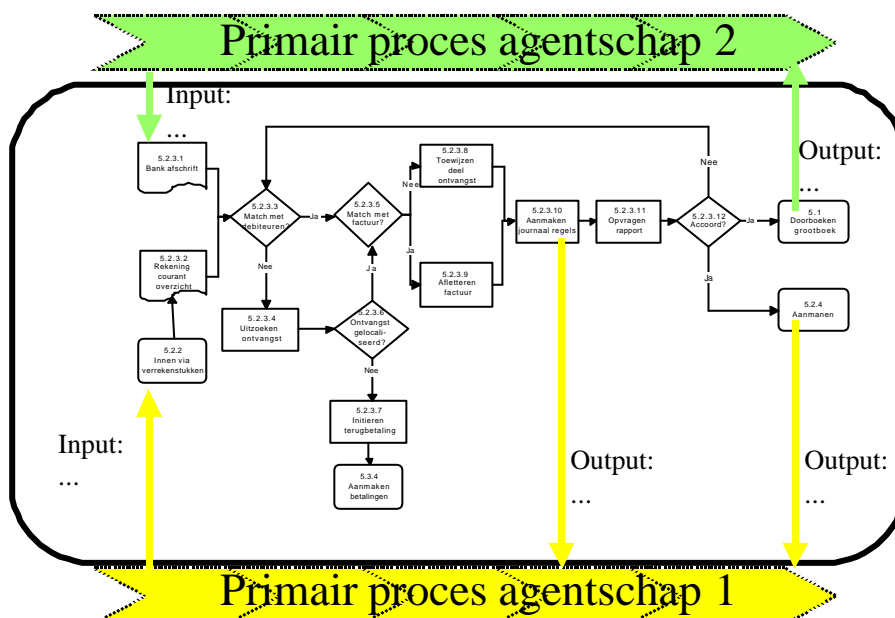 Primair proces agentschap 2
Input:
...
5.2.3.1
Bank afschrift
5.2.3.2
Rekening
courant
overzicht
5.2.2
Innen via
verrekenstukken
5.2.3.3
Match met
debiteuren?
Ja
Nee
5.2.3.4
Uitzoeken
ontvangst
5.2.3.5
Match met
factuur?
Nee
Ja
Ja
5.2.3.6
Ontvangst
gelocali-
seerd?
Nee
5.2.3.7
Initieren
terugbetaling
5.3.4
Aanmaken
betalingen
5.2.3.8
Toewijzen
deel
ontvangst
5.2.3.9
Afletteren
factuur
5.2.3.10
Aanmaken
journaal regels
5.2.3.11
Opvragen
rapport
Nee
5.2.3.12
Accoord?
Ja
Ja
Output:
...
5.1
Doorboeken
grootboek
5.2.4
Aanmanen
Input:
...
Output:
...
Output:
...
Primair proces agentschap 1